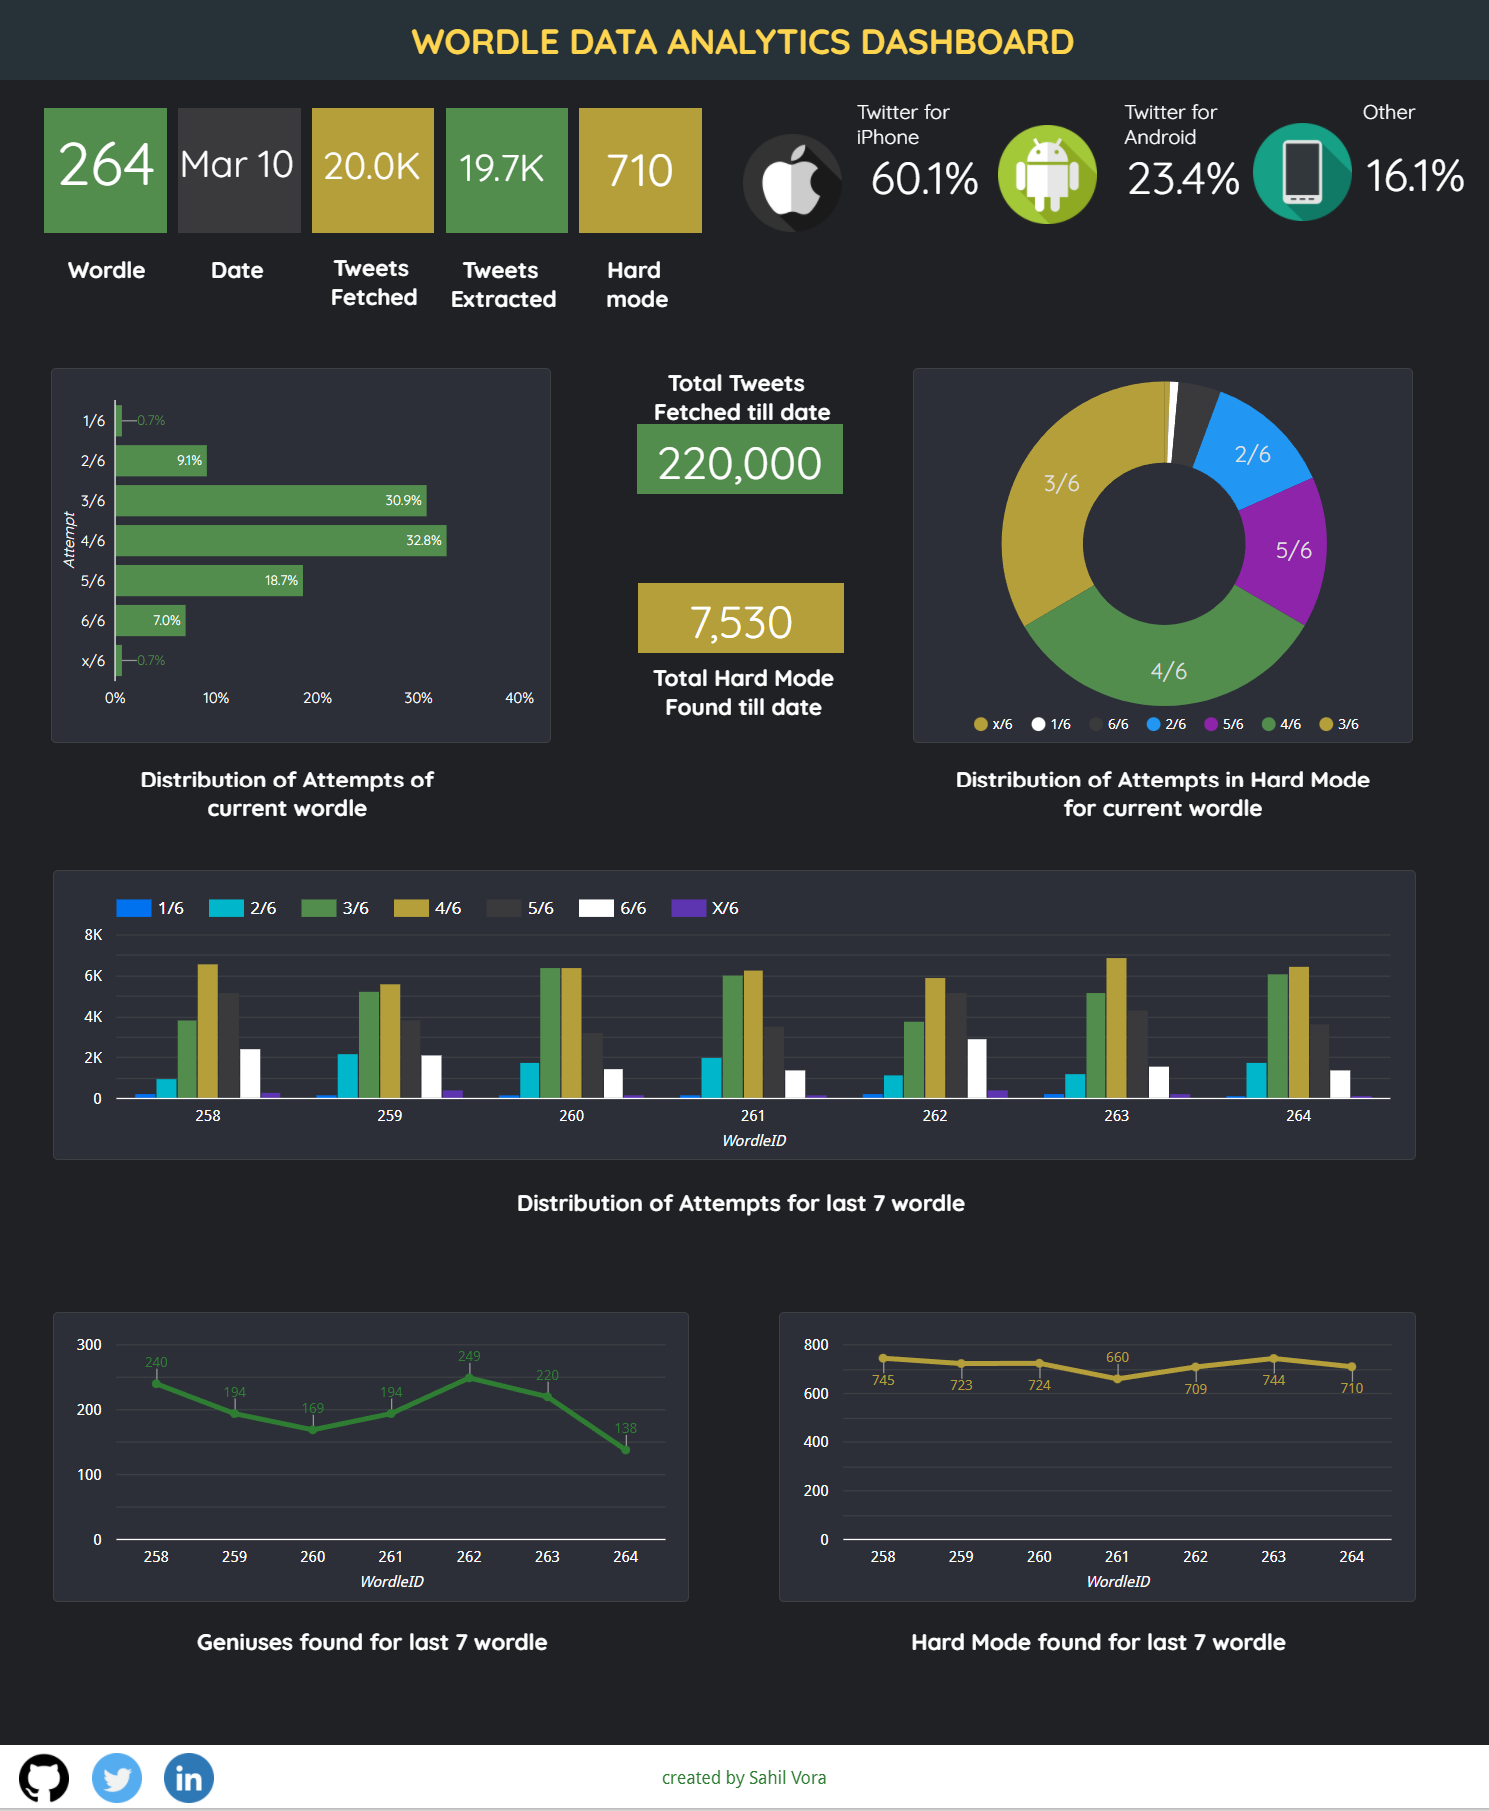 WORDLE DATA ANALYTICS DASHBOARD
264
Mar 10
20.0K
19.7K
710
Wordle
Date
Tweets
Fetched
Tweets
Extracted
Hard
mode
Twitter for
iPhone
60.1%
Twitter for
Android
23.4%
Other
16.1%
Attempt
1/6
0.7%
2/6
9.1%
3/6
30.9%
4/6
32.8%
5/6
18.7%
6/6
7.0%
x/6
0.7%
0% 10% 20% 30% 40%
Distribution of Attempts of
current wordle
Total Tweets
Fetched till date
220,000
7,530
Total Hard Mode
Found till date
2/6
3/6
5/6
4/6
x/6 1/6 6/6 2/6 5/6 4/6 3/6
Distribution of Attempts in Hard Mode
for current wordle
1/6 2/6 3/6 4/6 5/6 6/6 X/6
8K
6K
4K
2K
0
258 259 260 261 262 263 264
WordleID
Distribution of Attempts for last 7 wordle
300
200
100
0
240 194 169 194 249 220 138
258 259 260 261 262 263 264
WordleID
Geniuses found for last 7 wordle
800
600
400
200
0
745 723 724 660 709 744 710
258 259 260 261 262 263 264
WordleID
Hard Mode found for last 7 wordle
in
created by Sahil Vora